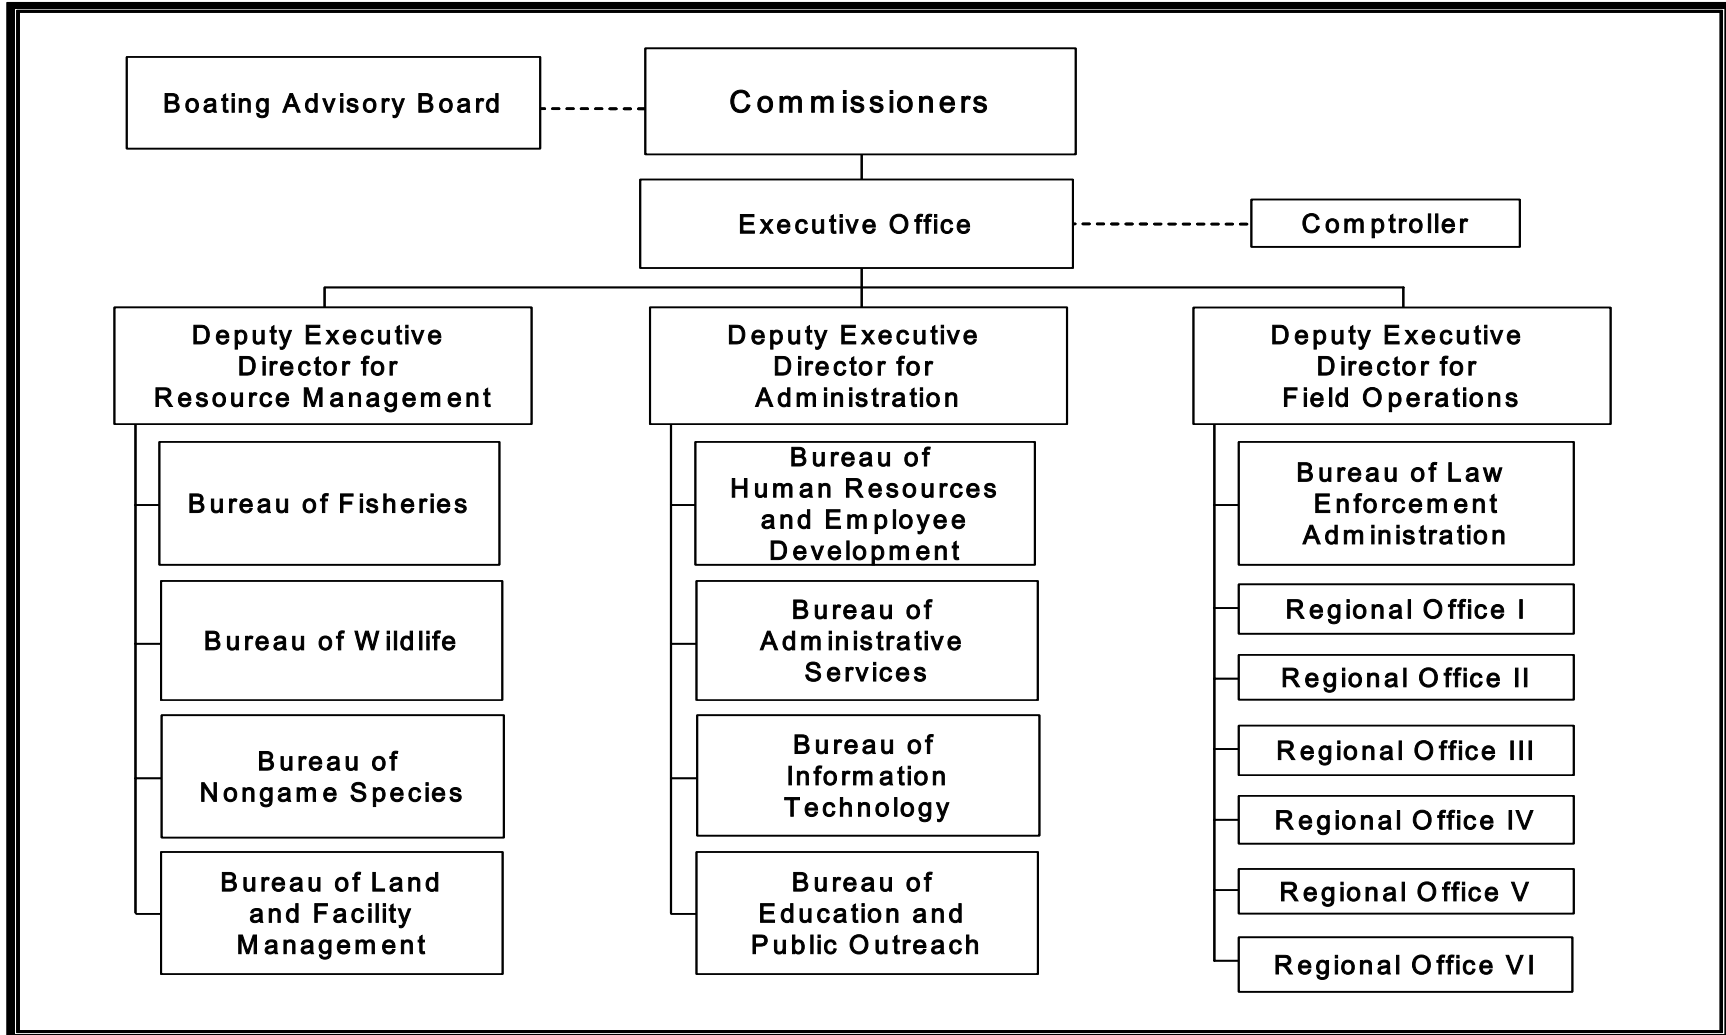 Boating Advisory Board
Commissioners
Executive Office
Comptroller
Deputy Executive
Director for
Resource Management
Deputy Executive
Director for
Administration
Deputy Executive
Director for
Field Operations
Bureau of Fisheries
Bureau of Wildlife
Bureau of
Nongame Species
Bureau of Land
and Facility
Management
Bureau of
Human Resources
and Employee
Development
Bureau of
Administrative
Services
Bureau of
Information
Technology
Bureau of
Education and
Public Outreach
Bureau of Law
Enforcement
Administration
Regional Office I
Regional Office II
Regional Office III
Regional Office IV
Regional Office V
Regional Office VI